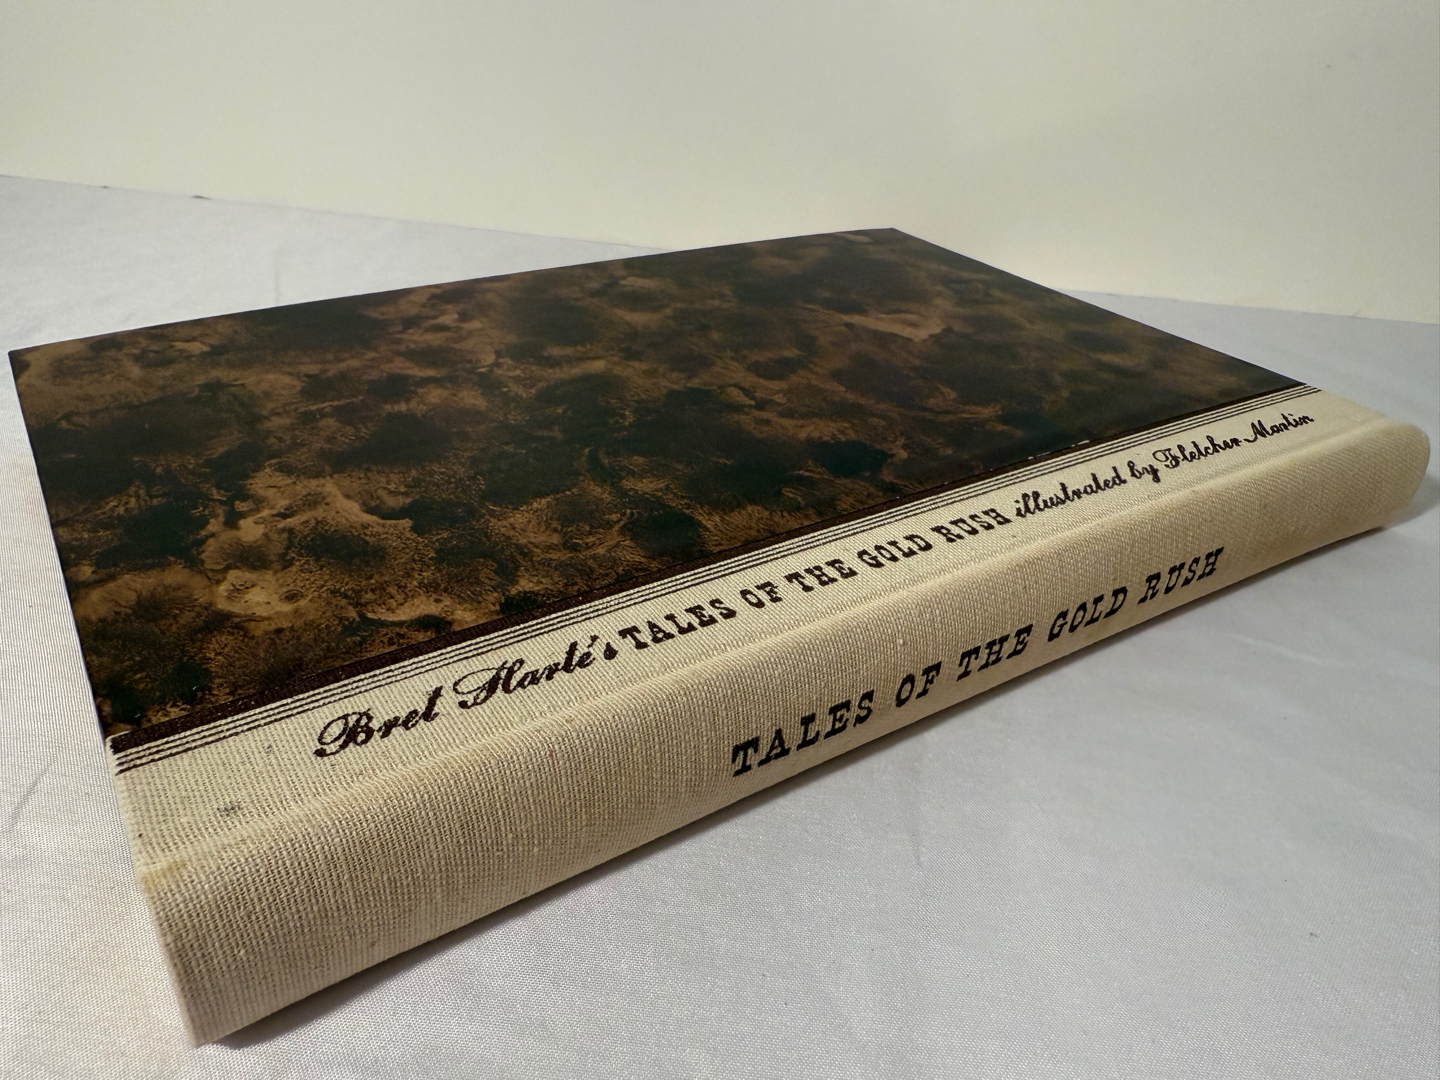 Bret Harte's TALES OF THE GOLD RUSH illustrated by Fletcher Martin
TALES OF THE GOLD RUSH